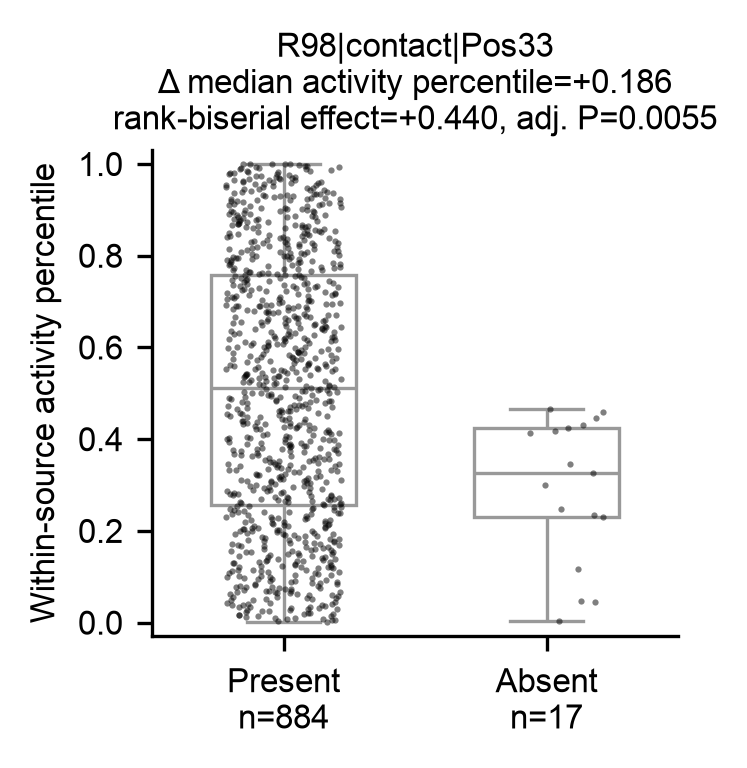 R98|contact|Pos33
Δ median activity percentile=+0.186
rank-biserial effect=+0.440, adj. P=0.0055
Within-source activity percentile
1.0
0.8
0.6
0.4
0.2
0.0
Present
n=884
Absent
n=17